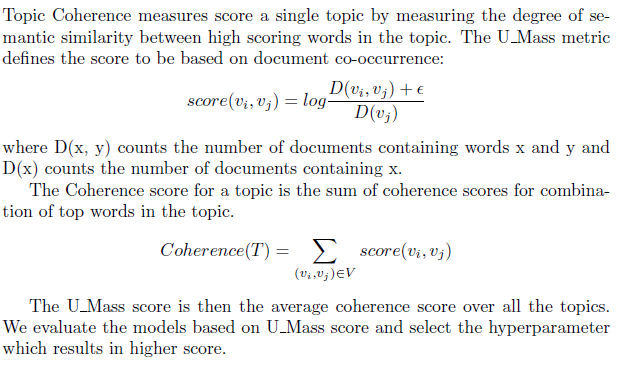 Topic Coherence measures score a single topic by measuring the degree of se-
mantic similarity between high scoring words in the topic. The U_Mass metric
defines the score to be based on document co-occurrence:
score(v_i, v_j) = log \frac{D(v_i, v_j) + ϵ}{D(v_j)}
where D(x, y) counts the number of documents containing words x and y and
D(x) counts the number of documents containing x.
The Coherence score for a topic is the sum of coherence scores for combina-
tion of top words in the topic.
Coherence(T) = \sum_{(v_i,v_j)∈V} score(v_i, v_j)
The U_Mass score is then the average coherence score over all the topics.
We evaluate the models based on U_Mass score and select the hyperparameter
which results in higher score.